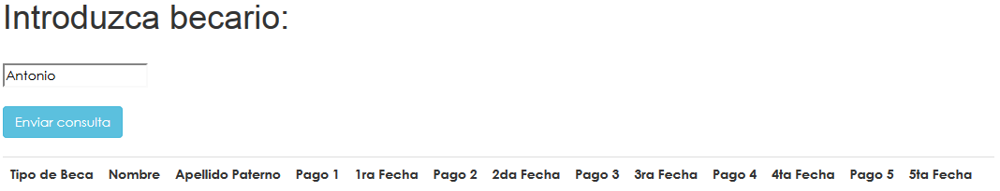 Introduzca becario:
Antonio
Enviar consulta
Tipo de Beca Nombre Apellido Paterno Pago 1 1ra Fecha Pago 2 2da Fecha Pago 3 3ra Fecha Pago 4 4ta Fecha Pago 5 5ta Fecha